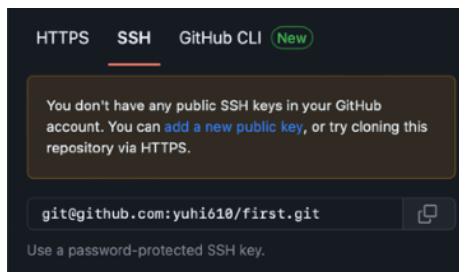 HTTPS SSH GitHub CLI New
You don't have any public SSH keys in your GitHub
account. You can add a new public key, or try cloning this
repository via HTTPS.
git@github.com:yuhi610/first.git
Use a password-protected SSH key.